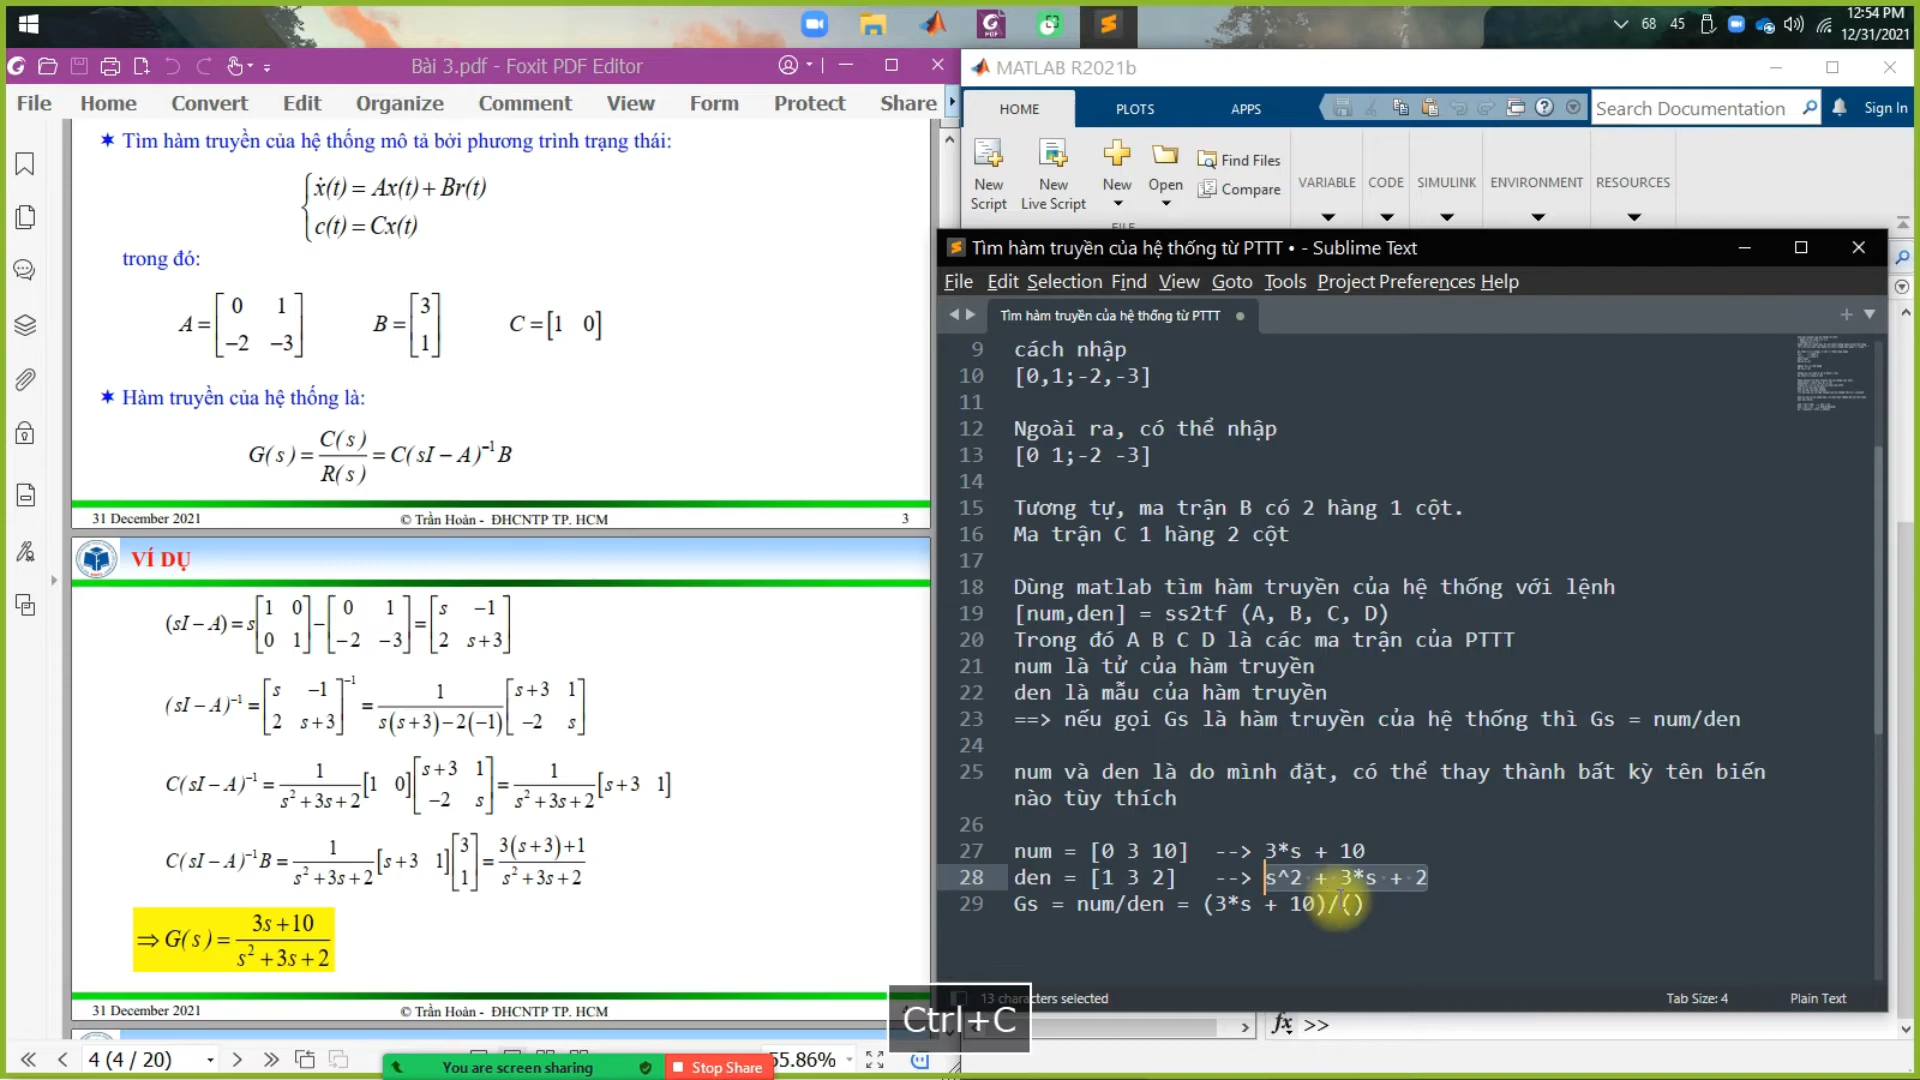 68 45
12:54 PM
12/31/2021
Bài 3.pdf - Foxit PDF Editor
File Home Convert Edit Organize Comment View Form Protect Share
✶ Tìm hàm truyền của hệ thống mô tả bởi phương trình trạng thái:
ẋ(t) = Ax(t) + Br(t)
c(t) = Cx(t)
trong đó:
A = [0 1; −2 −3] B = [3; 1] C = [1 0]
✶ Hàm truyền của hệ thống là:
G(s) = C(s)/R(s) = C(sI − A)⁻¹B
31 December 2021 © Trần Hoàn - ĐHCNTP TP. HCM 3
VÍ DỤ
(sI − A) = s[1 0; 0 1] − [0 1; −2 −3] = [s −1; 2 s+3]
(sI − A)⁻¹ = [s −1; 2 s+3]⁻¹ = 1/(s(s+3)−2(−1)) [s+3 1; −2 s]
C(sI − A)⁻¹ = 1/(s²+3s+2) [1 0][s+3 1; −2 s] = 1/(s²+3s+2) [s+3 1]
C(sI − A)⁻¹B = 1/(s²+3s+2) [s+3 1][3; 1] = (3(s+3)+1)/(s²+3s+2)
⇒ G(s) = (3s+10)/(s²+3s+2)
31 December 2021 © Trần Hoàn - ĐHCNTP TP. HCM
4 (4 / 20)
You are screen sharing
Stop Share
55.86%
MATLAB R2021b
HOME PLOTS APPS
Search Documentation
Sign In
New Script
New Live Script
New
Open
Find Files
Compare
FILE
VARIABLE CODE SIMULINK ENVIRONMENT RESOURCES
Tìm hàm truyền của hệ thống từ PTTT • - Sublime Text
File Edit Selection Find View Goto Tools Project Preferences Help
Tìm hàm truyền của hệ thống từ PTTT
9 cách nhập
10 [0,1;-2,-3]
11
12 Ngoài ra, có thể nhập
13 [0 1;-2 -3]
14
15 Tương tự, ma trận B có 2 hàng 1 cột.
16 Ma trận C 1 hàng 2 cột
17
18 Dùng matlab tìm hàm truyền của hệ thống với lệnh
19 [num,den] = ss2tf (A, B, C, D)
20 Trong đó A B C D là các ma trận của PTTT
21 num là tử của hàm truyền
22 den là mẫu của hàm truyền
23 ==> nếu gọi Gs là hàm truyền của hệ thống thì Gs = num/den
24
25 num và den là do mình đặt, có thể thay thành bất kỳ tên biến
nào tùy thích
26
27 num = [0 3 10] --> 3*s + 10
28 den = [1 3 2] --> s^2 + 3*s + 2
29 Gs = num/den = (3*s + 10)/()
13 characters selected
Tab Size: 4
Plain Text
Ctrl+C
fx >>